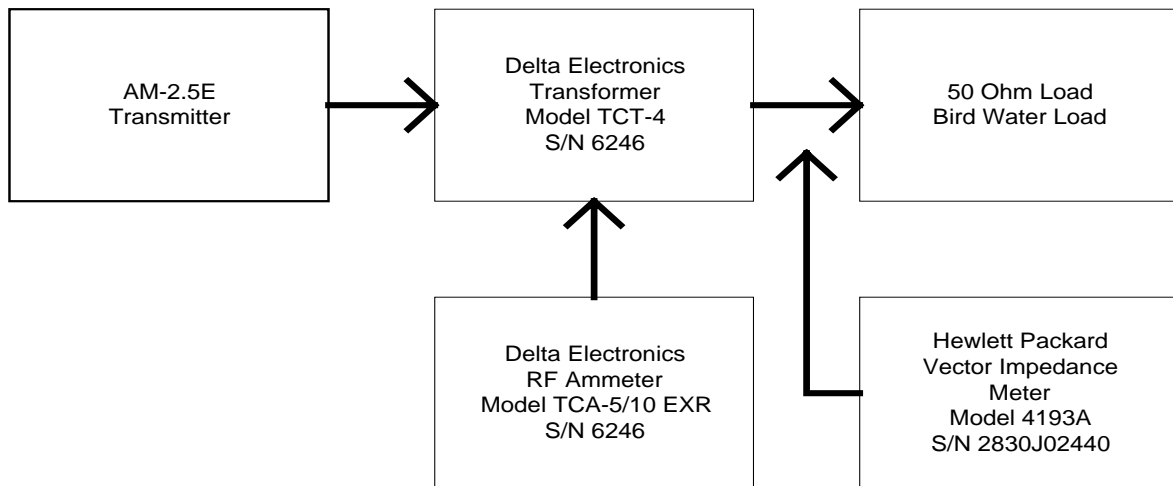 AM-2.5E
Transmitter
Delta Electronics
Transformer
Model TCT-4
S/N 6246
50 Ohm Load
Bird Water Load
Delta Electronics
RF Ammeter
Model TCA-5/10 EXR
S/N 6246
Hewlett Packard
Vector Impedance
Meter
Model 4193A
S/N 2830J02440